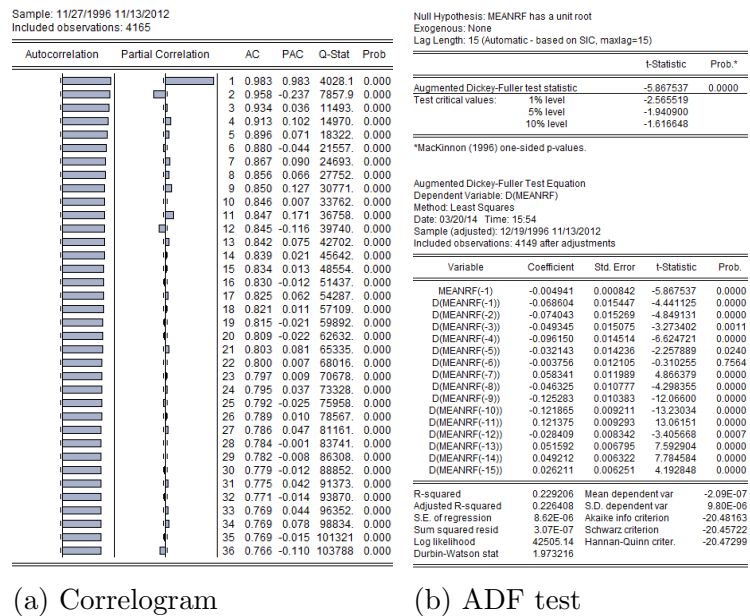 Sample: 11/27/1996 11/13/2012
Included observations: 4165
Autocorrelation Partial Correlation AC PAC Q-Stat Prob
1 0.983 0.983 4028.1 0.000
2 0.958 -0.237 7857.9 0.000
3 0.934 0.036 11493. 0.000
4 0.913 0.102 14970. 0.000
5 0.896 0.071 18322. 0.000
6 0.880 -0.044 21557. 0.000
7 0.867 0.090 24693. 0.000
8 0.856 0.066 27752. 0.000
9 0.850 0.127 30771. 0.000
10 0.846 0.007 33762. 0.000
11 0.847 0.171 36758. 0.000
12 0.845 -0.116 39740. 0.000
13 0.842 0.075 42702. 0.000
14 0.839 0.021 45642. 0.000
15 0.834 0.013 48554. 0.000
16 0.830 -0.012 51437. 0.000
17 0.825 0.062 54287. 0.000
18 0.821 0.011 57109. 0.000
19 0.815 -0.021 59892. 0.000
20 0.809 -0.022 62632. 0.000
21 0.803 0.081 65335. 0.000
22 0.800 0.007 68016. 0.000
23 0.797 0.009 70678. 0.000
24 0.795 0.037 73328. 0.000
25 0.792 -0.025 75958. 0.000
26 0.789 0.010 78567. 0.000
27 0.786 0.047 81161. 0.000
28 0.784 -0.001 83741. 0.000
29 0.782 -0.008 86308. 0.000
30 0.779 -0.012 88852. 0.000
31 0.775 0.042 91373. 0.000
32 0.771 -0.014 93870. 0.000
33 0.769 0.044 96352. 0.000
34 0.769 0.078 98834. 0.000
35 0.769 -0.015 101321 0.000
36 0.766 -0.110 103788 0.000
(a) Correlogram
Null Hypothesis: MEANRF has a unit root
Exogenous: None
Lag Length: 15 (Automatic - based on SIC, maxlag=15)
t-Statistic Prob.*
Augmented Dickey-Fuller test statistic -5.867537 0.0000
Test critical values: 1% level -2.565519
5% level -1.940900
10% level -1.616648
*MacKinnon (1996) one-sided p-values.
Augmented Dickey-Fuller Test Equation
Dependent Variable: D(MEANRF)
Method: Least Squares
Date: 03/20/14 Time: 15:54
Sample (adjusted): 12/19/1996 11/13/2012
Included observations: 4149 after adjustments
Variable Coefficient Std. Error t-Statistic Prob.
MEANRF(-1) -0.004941 0.000842 -5.867537 0.0000
D(MEANRF(-1)) -0.068604 0.015447 -4.441125 0.0000
D(MEANRF(-2)) -0.074043 0.015269 -4.849131 0.0000
D(MEANRF(-3)) -0.049345 0.015075 -3.273402 0.0011
D(MEANRF(-4)) -0.096150 0.014514 -6.624721 0.0000
D(MEANRF(-5)) -0.032143 0.014236 -2.257889 0.0240
D(MEANRF(-6)) -0.003756 0.012105 -0.310255 0.7564
D(MEANRF(-7)) 0.058341 0.011989 4.866379 0.0000
D(MEANRF(-8)) -0.046325 0.010777 -4.298355 0.0000
D(MEANRF(-9)) -0.125283 0.010383 -12.06600 0.0000
D(MEANRF(-10)) -0.121865 0.009211 -13.23034 0.0000
D(MEANRF(-11)) 0.121375 0.009293 13.06151 0.0000
D(MEANRF(-12)) -0.028409 0.008342 -3.405668 0.0007
D(MEANRF(-13)) 0.051592 0.006795 7.592904 0.0000
D(MEANRF(-14)) 0.049212 0.006322 7.784584 0.0000
D(MEANRF(-15)) 0.026211 0.006251 4.192848 0.0000
R-squared 0.229206 Mean dependent var -2.09E-07
Adjusted R-squared 0.226408 S.D. dependent var 9.80E-06
S.E. of regression 8.62E-06 Akaike info criterion -20.48163
Sum squared resid 3.07E-07 Schwarz criterion -20.45722
Log likelihood 42505.14 Hannan-Quinn criter. -20.47299
Durbin-Watson stat 1.973216
(b) ADF test